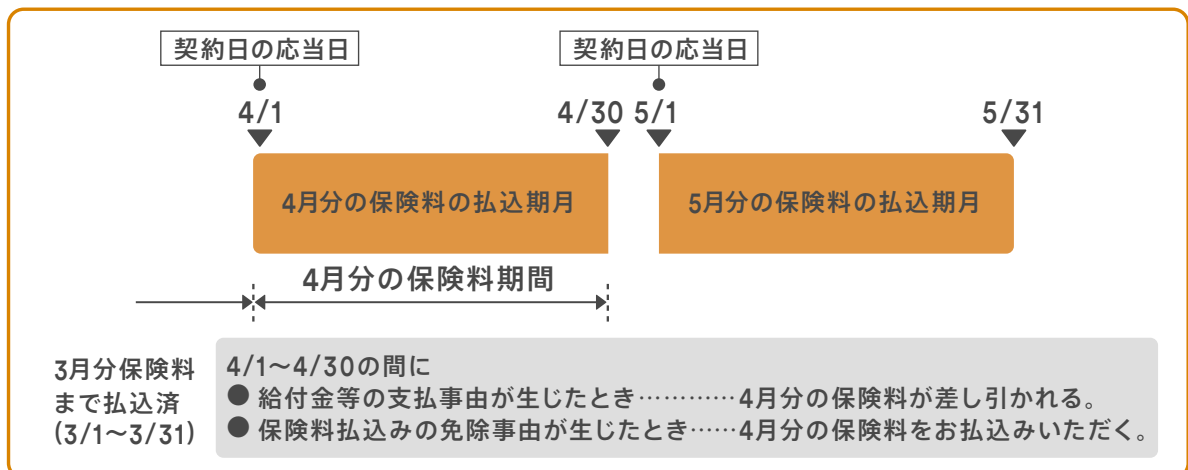 契約日の応当日 契約日の応当日
4/1 4/30 5/1 5/31
4月分の保険料の払込期月 5月分の保険料の払込期月
4月分の保険料期間
3月分保険料
まで払込済
(3/1〜3/31)
4/1〜4/30の間に
● 給付金等の支払事由が生じたとき…………4月分の保険料が差し引かれる。
● 保険料払込みの免除事由が生じたとき……4月分の保険料をお払込みいただく。